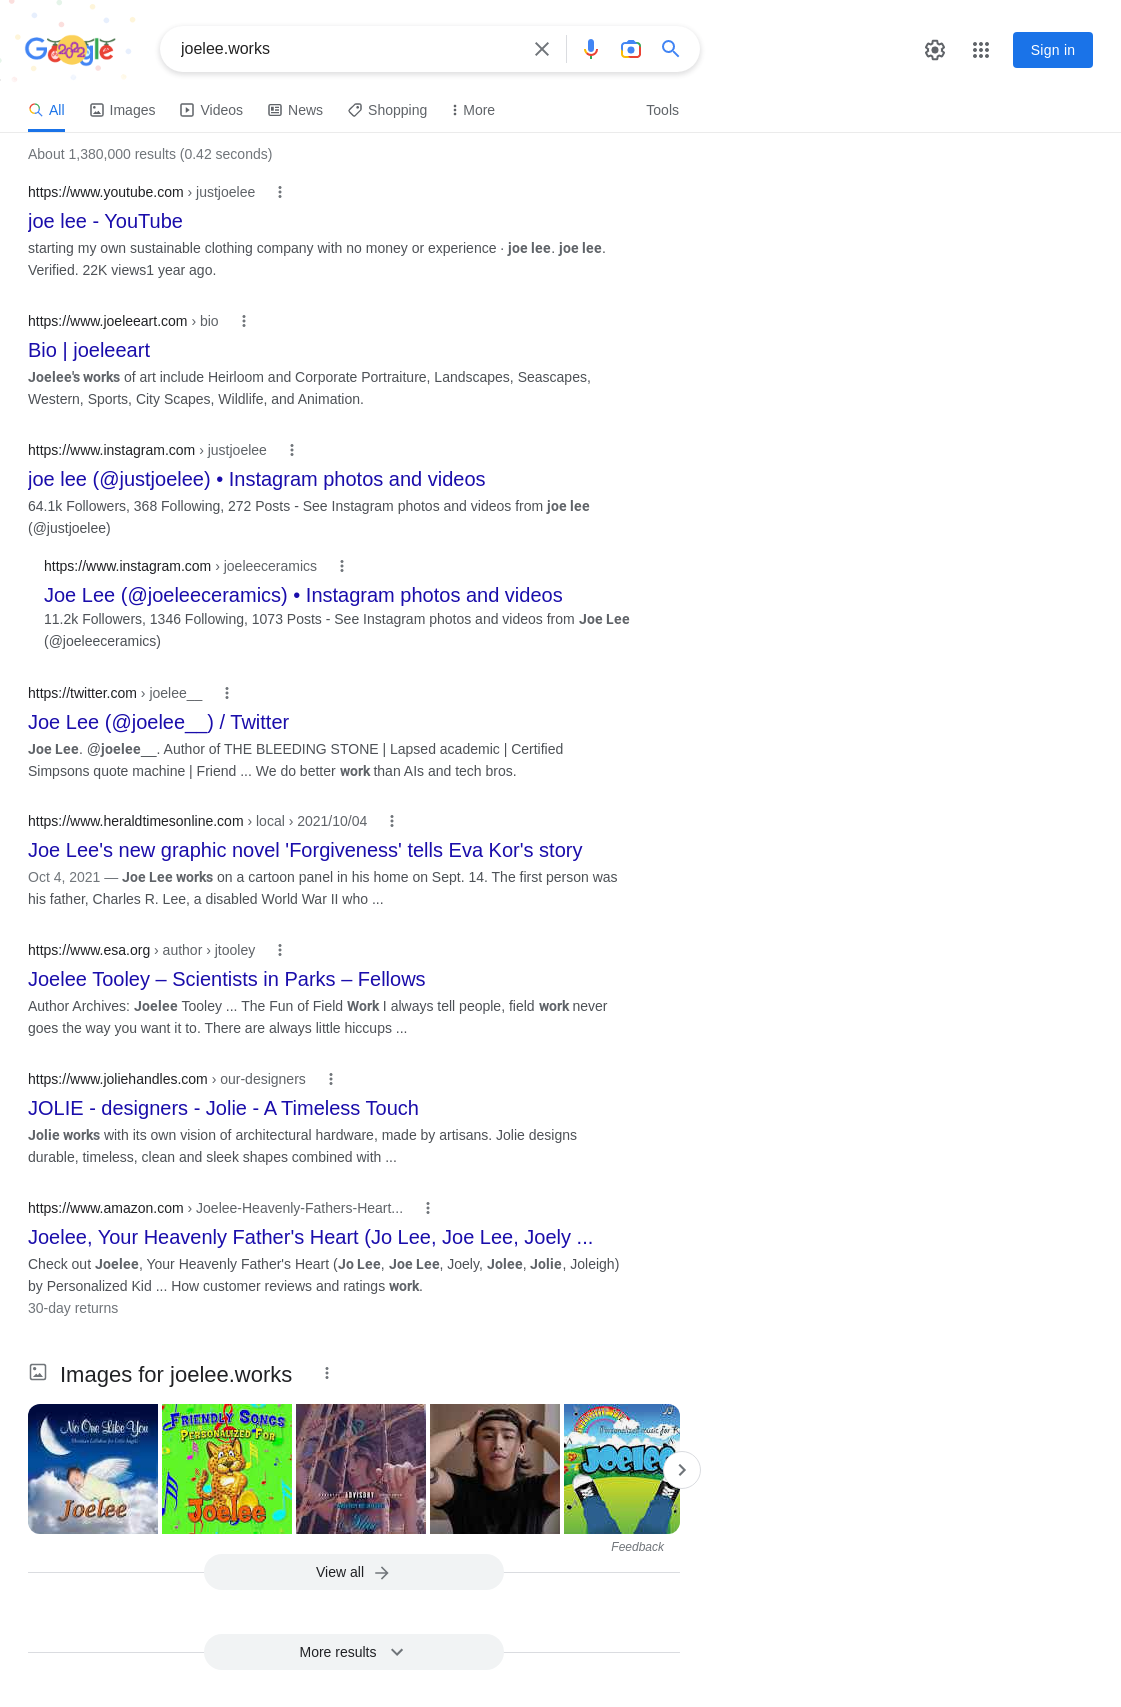 Google
joelee.works
Sign in
All
Images
Videos
News
Shopping
More
Tools
About 1,380,000 results (0.42 seconds)
https://www.youtube.com › justjoelee
joe lee - YouTube
starting my own sustainable clothing company with no money or experience · joe lee. joe lee.
Verified. 22K views1 year ago.
https://www.joeleeart.com › bio
Bio | joeleeart
Joelee's works of art include Heirloom and Corporate Portraiture, Landscapes, Seascapes,
Western, Sports, City Scapes, Wildlife, and Animation.
https://www.instagram.com › justjoelee
joe lee (@justjoelee) • Instagram photos and videos
64.1k Followers, 368 Following, 272 Posts - See Instagram photos and videos from joe lee
(@justjoelee)
https://www.instagram.com › joeleeceramics
Joe Lee (@joeleeceramics) • Instagram photos and videos
11.2k Followers, 1346 Following, 1073 Posts - See Instagram photos and videos from Joe Lee
(@joeleeceramics)
https://twitter.com › joelee__
Joe Lee (@joelee__) / Twitter
Joe Lee. @joelee__. Author of THE BLEEDING STONE | Lapsed academic | Certified
Simpsons quote machine | Friend ... We do better work than AIs and tech bros.
https://www.heraldtimesonline.com › local › 2021/10/04
Joe Lee's new graphic novel 'Forgiveness' tells Eva Kor's story
Oct 4, 2021 — Joe Lee works on a cartoon panel in his home on Sept. 14. The first person was
his father, Charles R. Lee, a disabled World War II who ...
https://www.esa.org › author › jtooley
Joelee Tooley – Scientists in Parks – Fellows
Author Archives: Joelee Tooley ... The Fun of Field Work I always tell people, field work never
goes the way you want it to. There are always little hiccups ...
https://www.joliehandles.com › our-designers
JOLIE - designers - Jolie - A Timeless Touch
Jolie works with its own vision of architectural hardware, made by artisans. Jolie designs
durable, timeless, clean and sleek shapes combined with ...
https://www.amazon.com › Joelee-Heavenly-Fathers-Heart...
Joelee, Your Heavenly Father's Heart (Jo Lee, Joe Lee, Joely ...
Check out Joelee, Your Heavenly Father's Heart (Jo Lee, Joe Lee, Joely, Jolee, Jolie, Joleigh)
by Personalized Kid ... How customer reviews and ratings work.
30-day returns
Images for joelee.works
No One Like You
Joelee
FRIENDLY SONGS
PERSONALIZED FOR
Joelee
ADVISORY
Personalized music for K
Joelee
Feedback
View all
More results